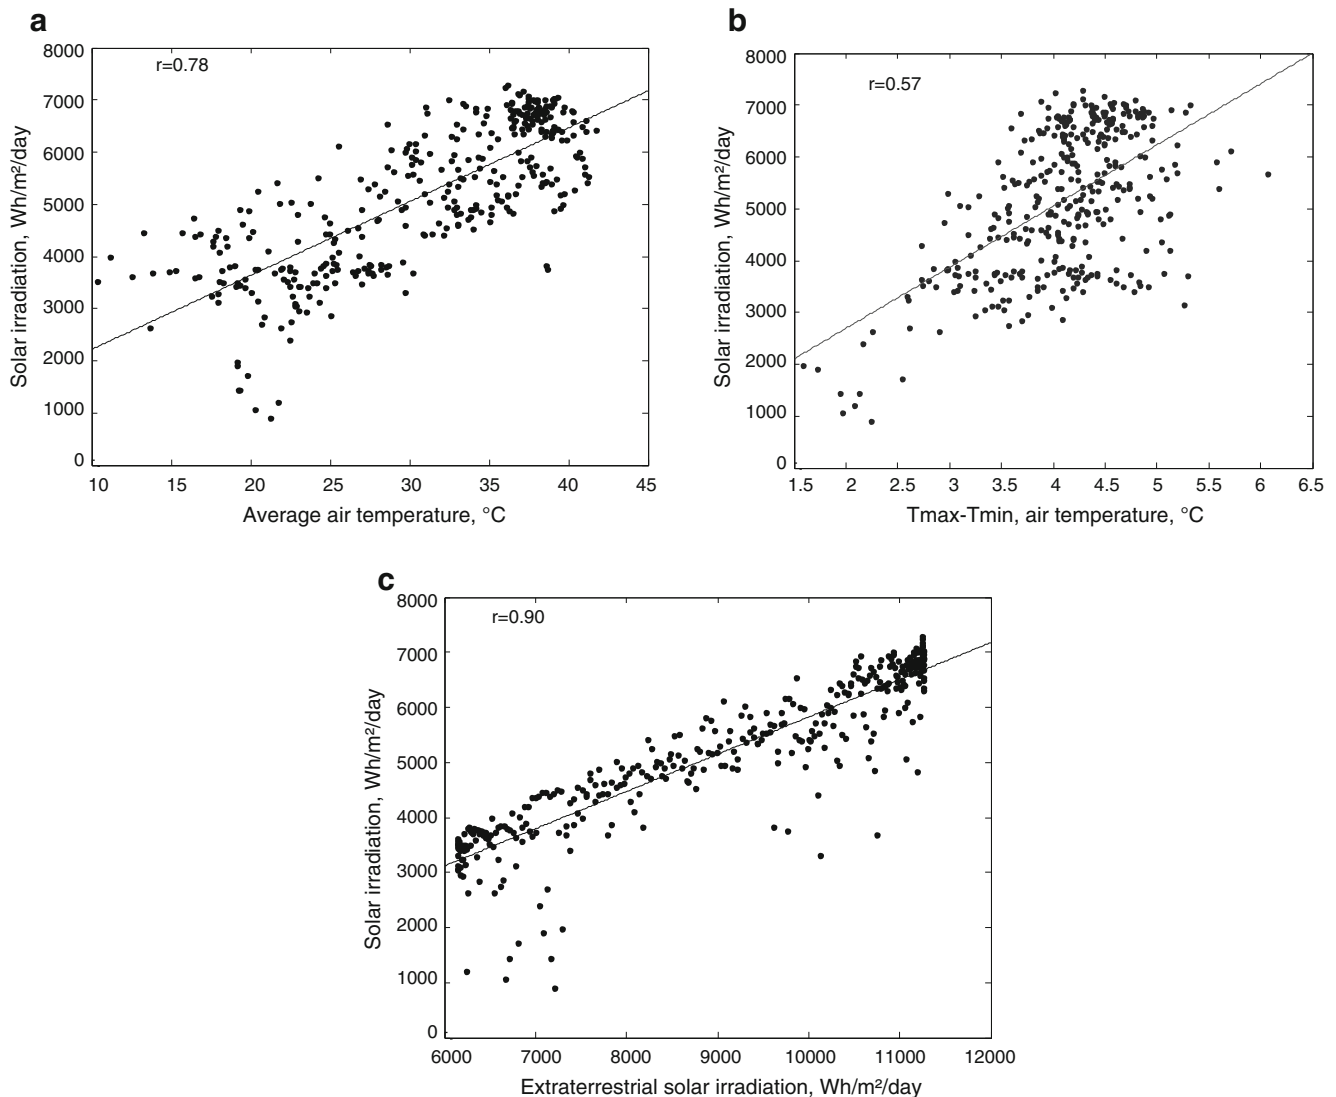 a
r=0.78
8000
7000
6000
5000
4000
3000
2000
1000
0
10 15 20 25 30 35 40 45
Solar irradiation, Wh/m²/day
Average air temperature, °C
b
r=0.57
8000
7000
6000
5000
4000
3000
2000
1000
0
1.5 2 2.5 3 3.5 4 4.5 5 5.5 6 6.5
Solar irradiation, Wh/m²/day
Tmax-Tmin, air temperature, °C
c
r=0.90
8000
7000
6000
5000
4000
3000
2000
1000
0
6000 7000 8000 9000 10000 11000 12000
Solar irradiation, Wh/m²/day
Extraterrestrial solar irradiation, Wh/m²/day